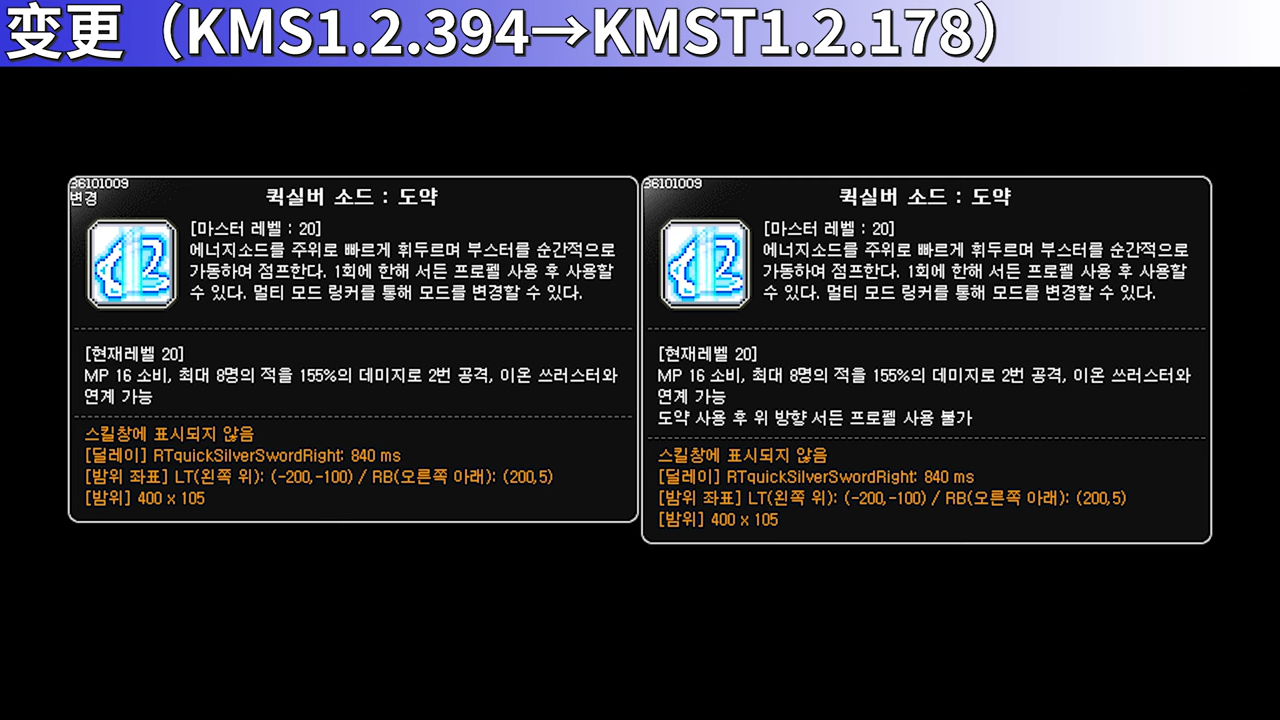 变更（KMS1.2.394→KMST1.2.178）
36101009
변경
퀵실버 소드 : 도약
[마스터 레벨 : 20]
에너지소드를 주위로 빠르게 휘두르며 부스터를 순간적으로
가동하여 점프한다. 1회에 한해 서든 프로펠 사용 후 사용할
수 있다. 멀티 모드 링커를 통해 모드를 변경할 수 있다.
[현재레벨 20]
MP 16 소비, 최대 8명의 적을 155%의 데미지로 2번 공격, 이온 쓰러스터와
연계 가능
스킬창에 표시되지 않음
[딜레이] RTquickSilverSwordRight: 840 ms
[범위 좌표] LT(왼쪽 위): (-200,-100) / RB(오른쪽 아래): (200,5)
[범위] 400 x 105
36101009
퀵실버 소드 : 도약
[마스터 레벨 : 20]
에너지소드를 주위로 빠르게 휘두르며 부스터를 순간적으로
가동하여 점프한다. 1회에 한해 서든 프로펠 사용 후 사용할
수 있다. 멀티 모드 링커를 통해 모드를 변경할 수 있다.
[현재레벨 20]
MP 16 소비, 최대 8명의 적을 155%의 데미지로 2번 공격, 이온 쓰러스터와
연계 가능
도약 사용 후 위 방향 서든 프로펠 사용 불가
스킬창에 표시되지 않음
[딜레이] RTquickSilverSwordRight: 840 ms
[범위 좌표] LT(왼쪽 위): (-200,-100) / RB(오른쪽 아래): (200,5)
[범위] 400 x 105